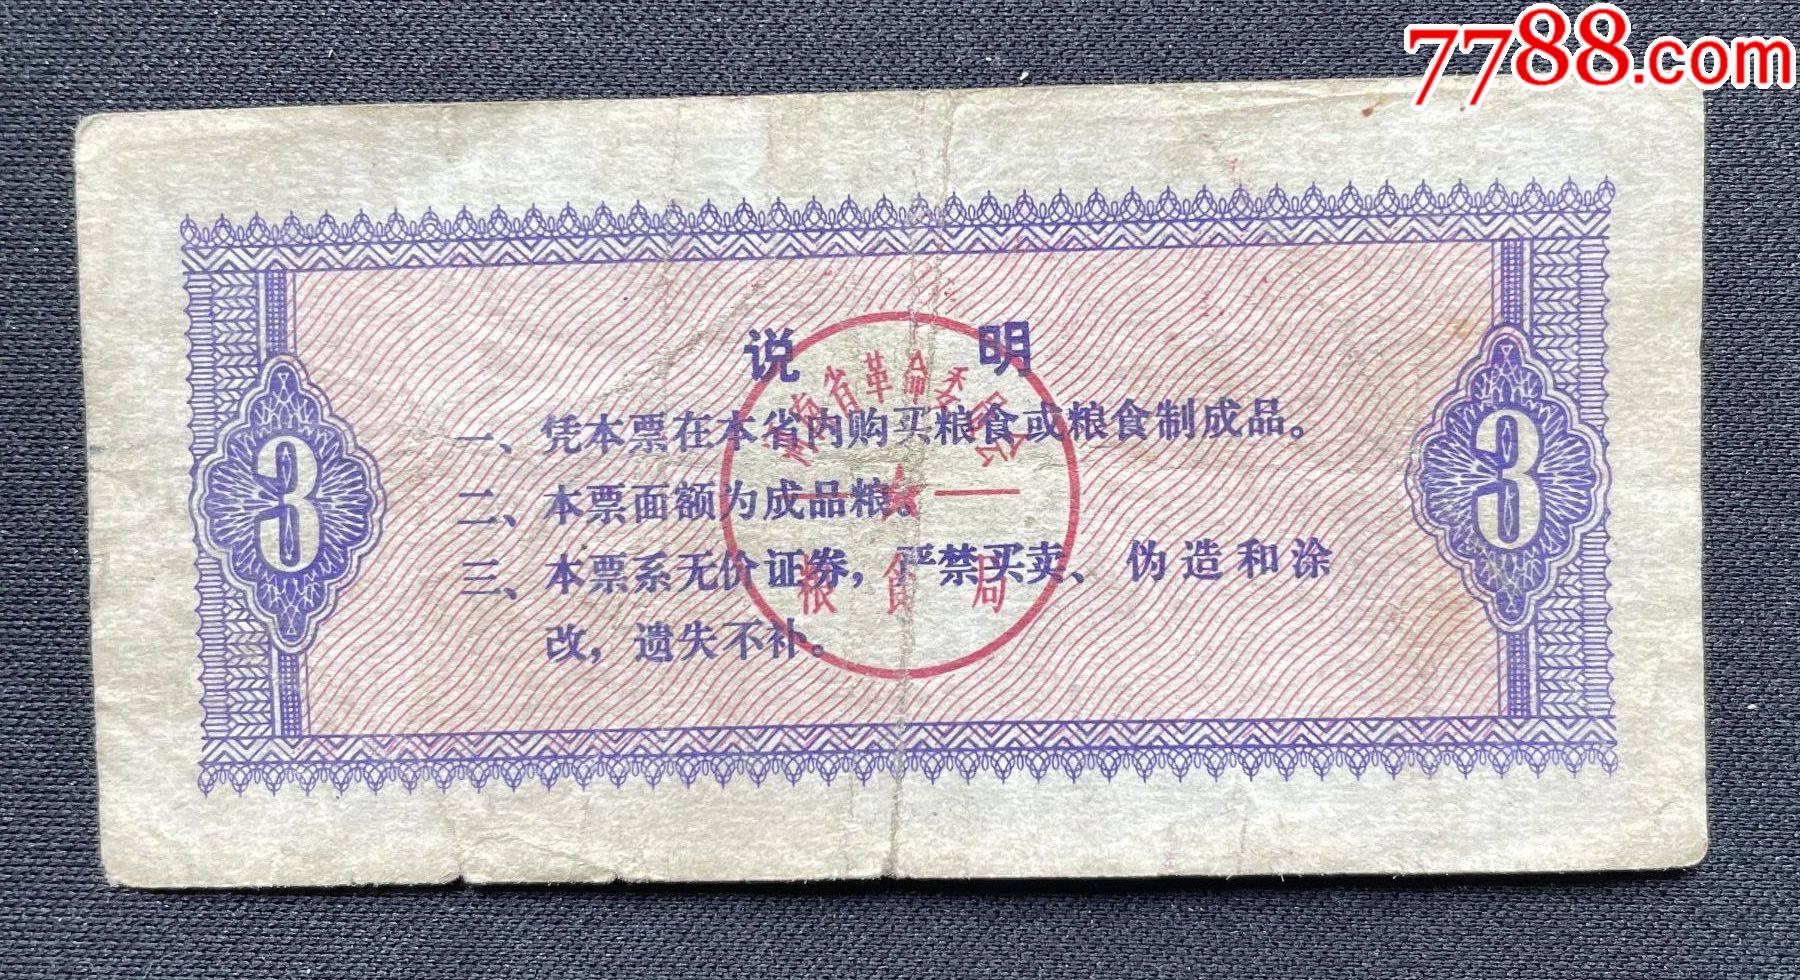 7788.com
说 明
省革命委员会
一、凭本票在本省内购买粮食或粮食制成品。
二、本票面额为成品粮。
三、本票系无价证券，严禁买卖、伪造和涂
改，遗失不补。
粮食局
3
3